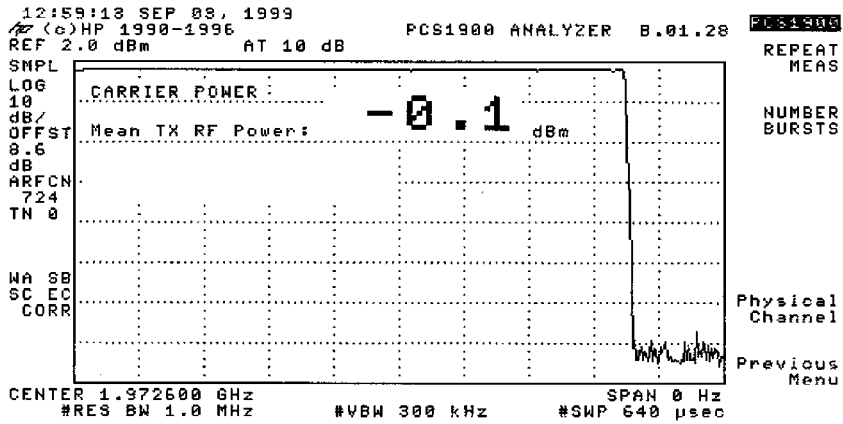 12:59:13 SEP 03, 1999
hp (c)HP 1990-1996 PCS1900 ANALYZER B.01.28
REF 2.0 dBm AT 10 dB
PCS1900
REPEAT
MEAS
NUMBER
BURSTS
Physical
Channel
Previous
Menu
SMPL
LOG
10
dB/
OFFST
8.6
dB
ARFCN
724
TN 0
WA SB
SC EC
CORR
CARRIER POWER
Mean TX RF Power: -0.1 dBm
CENTER 1.972600 GHz SPAN 0 Hz
#RES BW 1.0 MHz #VBW 300 kHz #SWP 640 µsec